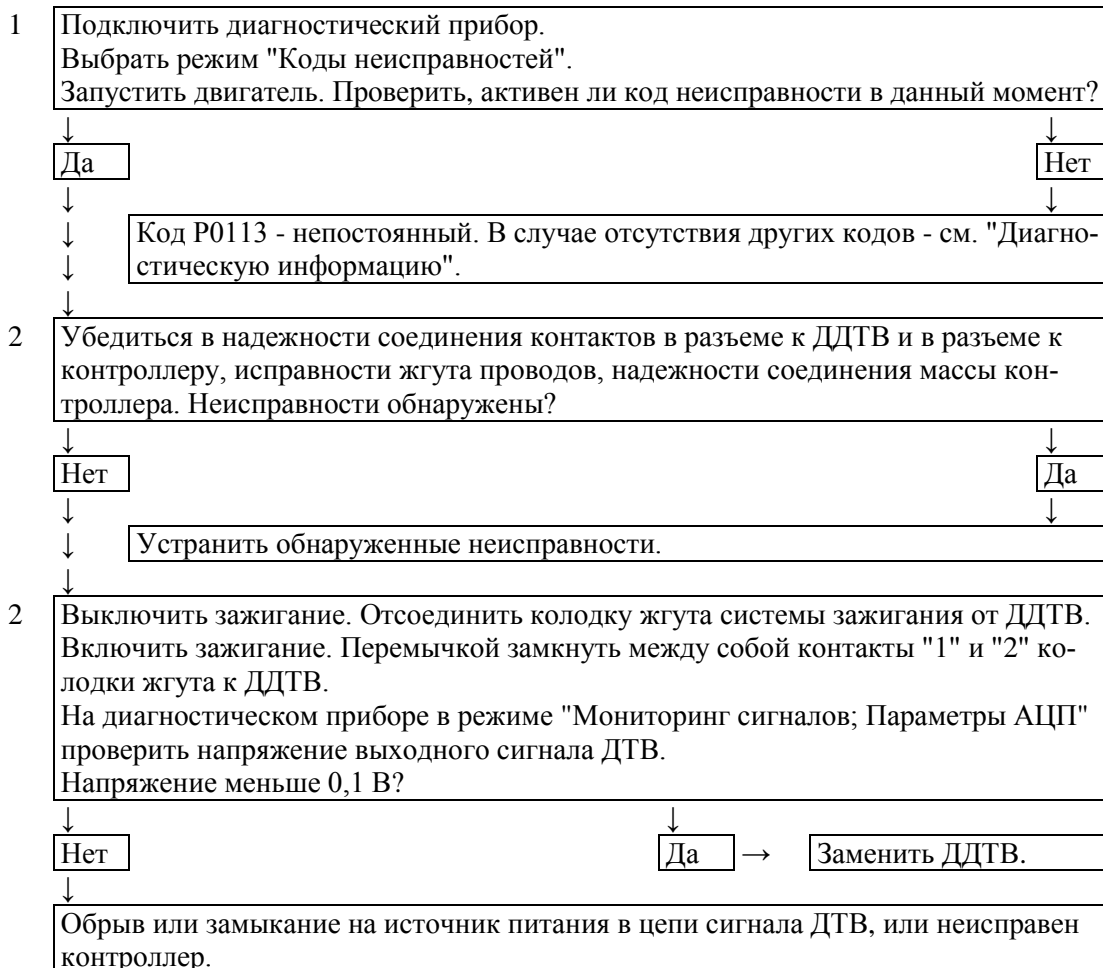 1 Подключить диагностический прибор.
Выбрать режим "Коды неисправностей".
Запустить двигатель. Проверить, активен ли код неисправности в данный момент?
↓ ↓
Да Нет
↓ ↓
↓ Код Р0113 - непостоянный. В случае отсутствия других кодов - см. "Диагно-
↓ стическую информацию".
↓
2 Убедиться в надежности соединения контактов в разъеме к ДДТВ и в разъеме к
контроллеру, исправности жгута проводов, надежности соединения массы кон-
троллера. Неисправности обнаружены?
↓ ↓
Нет Да
↓ ↓
↓ Устранить обнаруженные неисправности.
↓
2 Выключить зажигание. Отсоединить колодку жгута системы зажигания от ДДТВ.
Включить зажигание. Перемычкой замкнуть между собой контакты "1" и "2" ко-
лодки жгута к ДДТВ.
На диагностическом приборе в режиме "Мониторинг сигналов; Параметры АЦП"
проверить напряжение выходного сигнала ДТВ.
Напряжение меньше 0,1 В?
↓ ↓
Нет Да → Заменить ДДТВ.
↓
Обрыв или замыкание на источник питания в цепи сигнала ДТВ, или неисправен
контроллер.